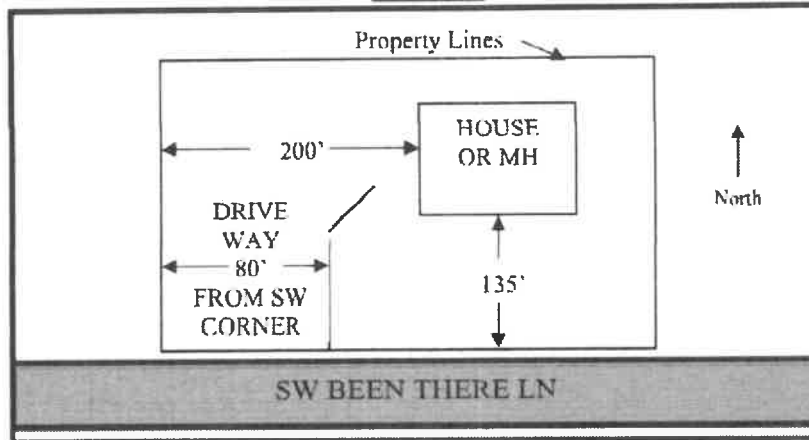 Property Lines
HOUSE
OR MH
200'
North
DRIVE
WAY
80'
FROM SW
CORNER
135'
SW BEEN THERE LN